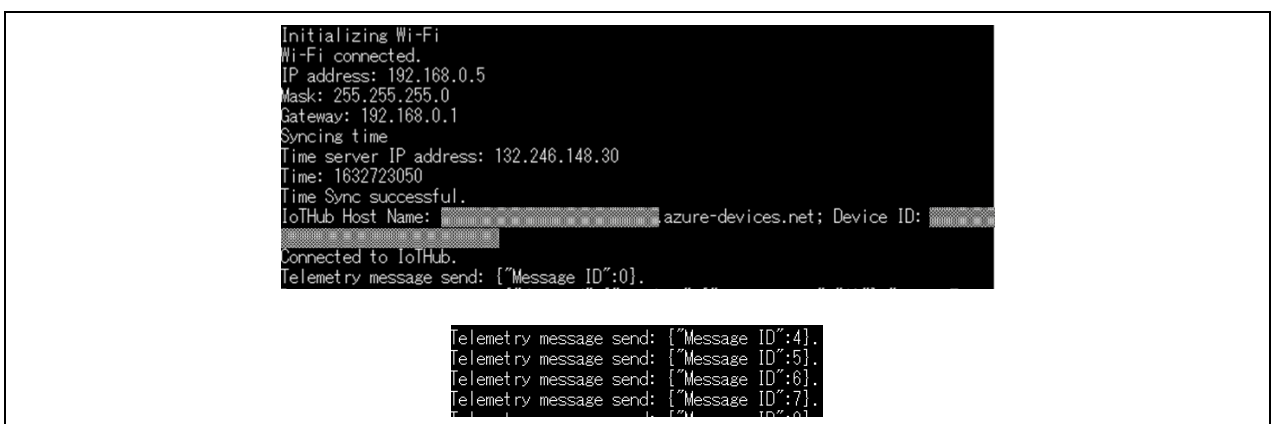 Initializing Wi-Fi
Wi-Fi connected.
IP address: 192.168.0.5
Mask: 255.255.255.0
Gateway: 192.168.0.1
Syncing time
Time server IP address: 132.246.148.30
Time: 1632723050
Time Sync successful.
IoTHub Host Name: .azure-devices.net; Device ID:
Connected to IoTHub.
Telemetry message send: {"Message ID":0}.
Telemetry message send: {"Message ID":4}.
Telemetry message send: {"Message ID":5}.
Telemetry message send: {"Message ID":6}.
Telemetry message send: {"Message ID":7}.